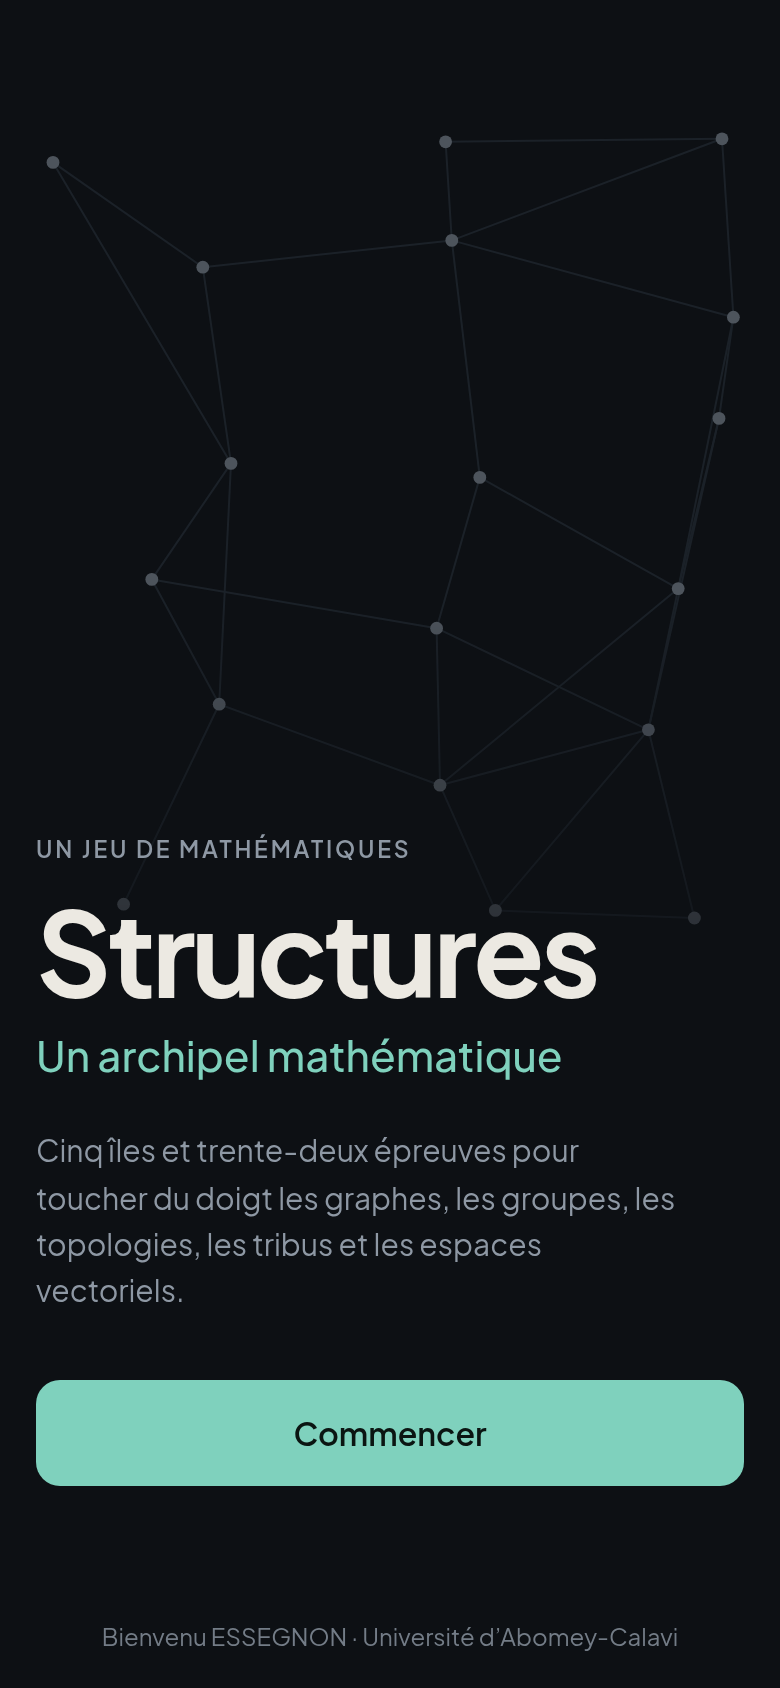 UN JEU DE MATHÉMATIQUES
Structures
Un archipel mathématique
Cinq îles et trente-deux épreuves pour
toucher du doigt les graphes, les groupes, les
topologies, les tribus et les espaces
vectoriels.
Commencer
Bienvenu ESSEGNON · Université d’Abomey-Calavi